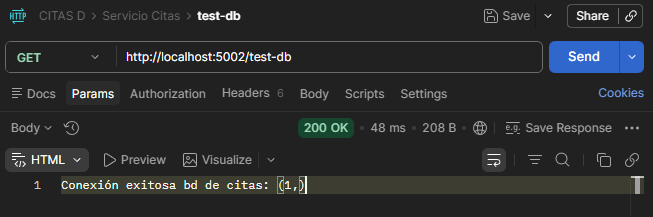 HTTP CITAS D > Servicio Citas > test-db Save Share
GET http://localhost:5002/test-db Send
Docs Params Authorization Headers 6 Body Scripts Settings Cookies
Body 200 OK • 48 ms • 208 B • e.g. Save Response
HTML Preview Visualize
1 Conexión exitosa bd de citas: (1,)